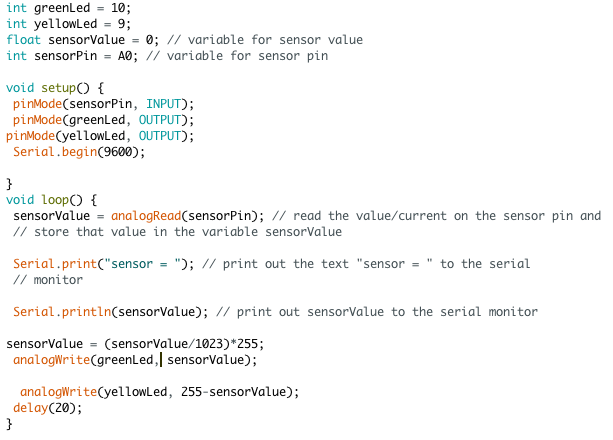 int greenLed = 10;
int yellowLed = 9;
float sensorValue = 0; // variable for sensor value
int sensorPin = A0; // variable for sensor pin
void setup() {
pinMode(sensorPin, INPUT);
pinMode(greenLed, OUTPUT);
pinMode(yellowLed, OUTPUT);
Serial.begin(9600);
}
void loop() {
sensorValue = analogRead(sensorPin); // read the value/current on the sensor pin and
// store that value in the variable sensorValue
Serial.print("sensor = "); // print out the text "sensor = " to the serial
// monitor
Serial.println(sensorValue); // print out sensorValue to the serial monitor
sensorValue = (sensorValue/1023)*255;
analogWrite(greenLed, sensorValue);
analogWrite(yellowLed, 255-sensorValue);
delay(20);
}